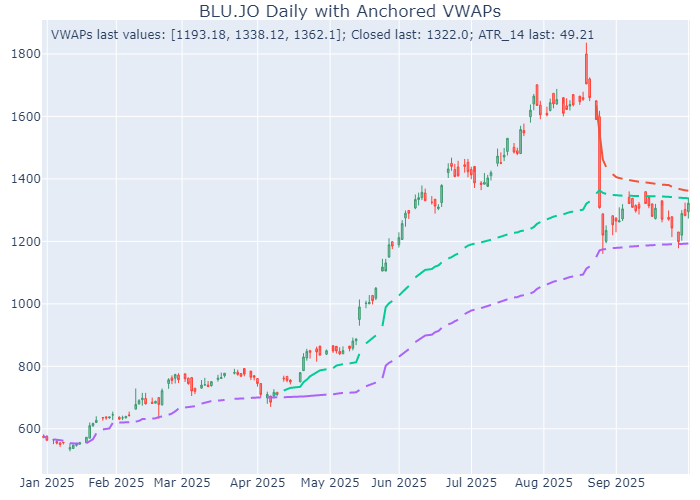 BLU.JO Daily with Anchored VWAPs
VWAPs last values: [1193.18, 1338.12, 1362.1]; Closed last: 1322.0; ATR_14 last: 49.21
1800
1600
1400
1200
1000
800
600
Jan 2025 Feb 2025 Mar 2025 Apr 2025 May 2025 Jun 2025 Jul 2025 Aug 2025 Sep 2025